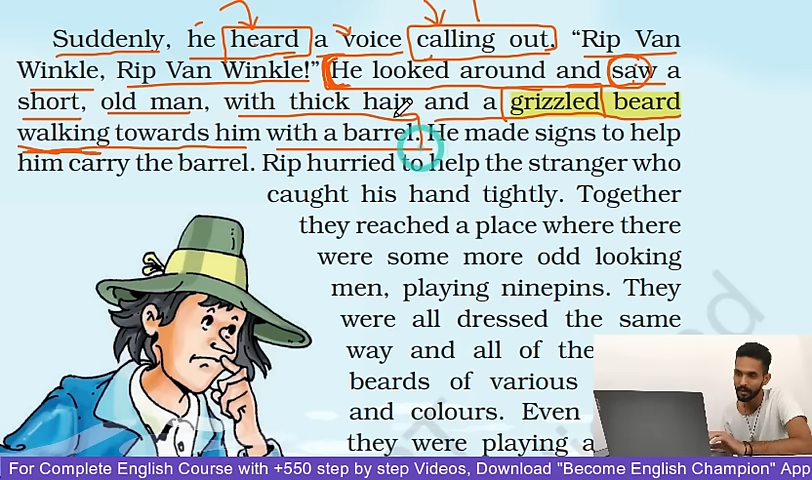 Suddenly, he heard a voice calling out, “Rip Van
Winkle, Rip Van Winkle!” He looked around and saw a
short, old man, with thick hair and a grizzled beard
walking towards him with a barrel. He made signs to help
him carry the barrel. Rip hurried to help the stranger who
caught his hand tightly. Together
they reached a place where there
were some more odd looking
men, playing ninepins. They
were all dressed the same
way and all of the
beards of various
and colours. Even
they were playing a
For Complete English Course with +550 step by step Videos, Download "Become English Champion" App